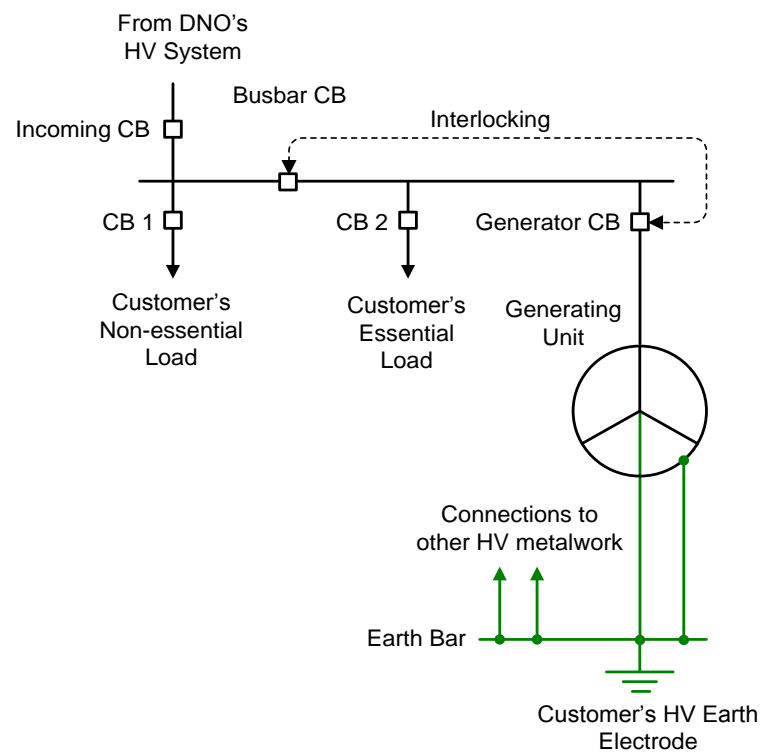 From DNO's
HV System
Busbar CB
Incoming CB
Interlocking
CB 1
CB 2
Generator CB
Customer's
Non-essential
Load
Customer's
Essential
Load
Generating
Unit
Connections to
other HV metalwork
Earth Bar
Customer's HV Earth
Electrode